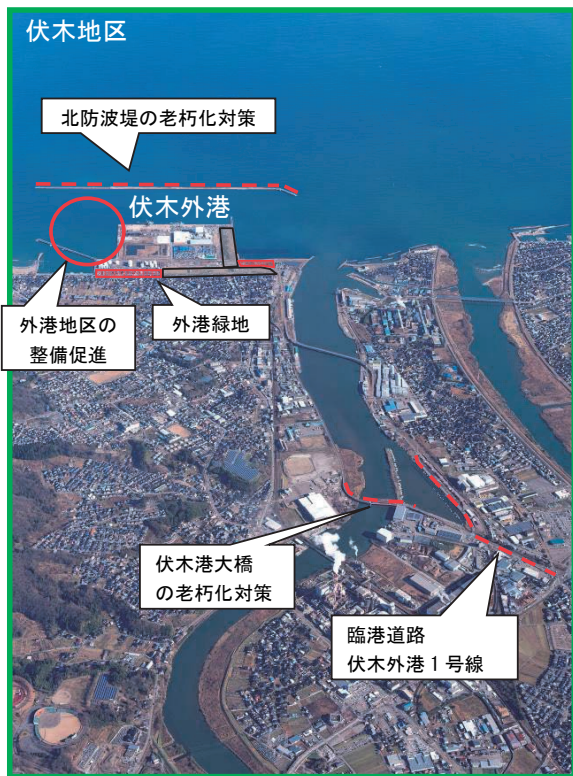 伏木地区
北防波堤の老朽化対策
伏木外港
外港地区の
整備促進
外港緑地
伏木港大橋
の老朽化対策
臨港道路
伏木外港１号線